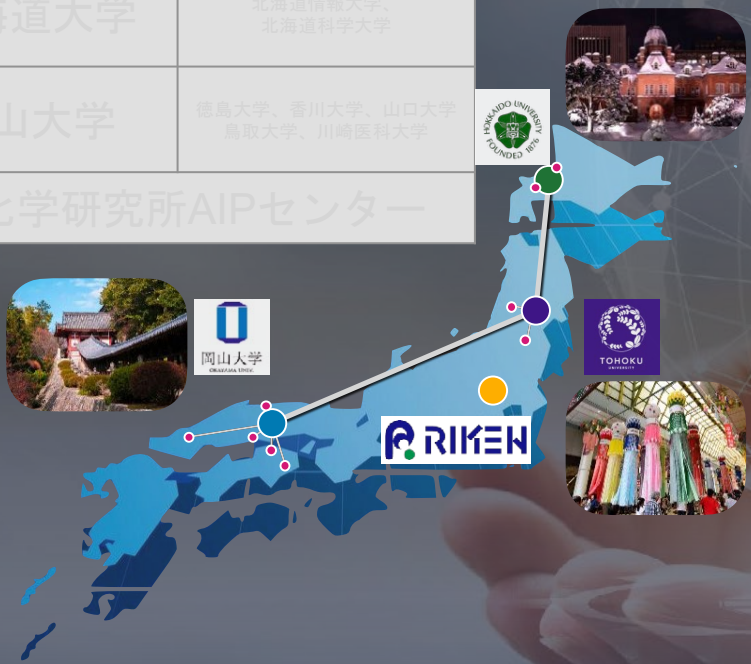 北海道情報大学、
道大学
北海道科学大学
徳島大学、香川大学、山口大学
山大学
鳥取大学、川崎医科大学
学研究所AIPセンター
HOKKAIDO UNIVERSITY
FOUNDED 1876
岡山大学
OKAYAMA UNIV.
TOHOKU
UNIVERSITY
RIKEN